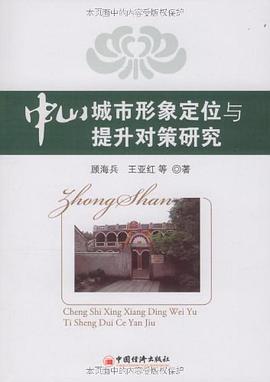 本页面中的内容受版权保护
中山城市形象定位与
提升对策研究
顾海兵 王亚红 等 ◎著
ZhongShan
Cheng Shi Xing Xiang Ding Wei Yu
Ti Sheng Dui Ce Yan Jiu
中国经济出版社
本页面中的内容受版权保护